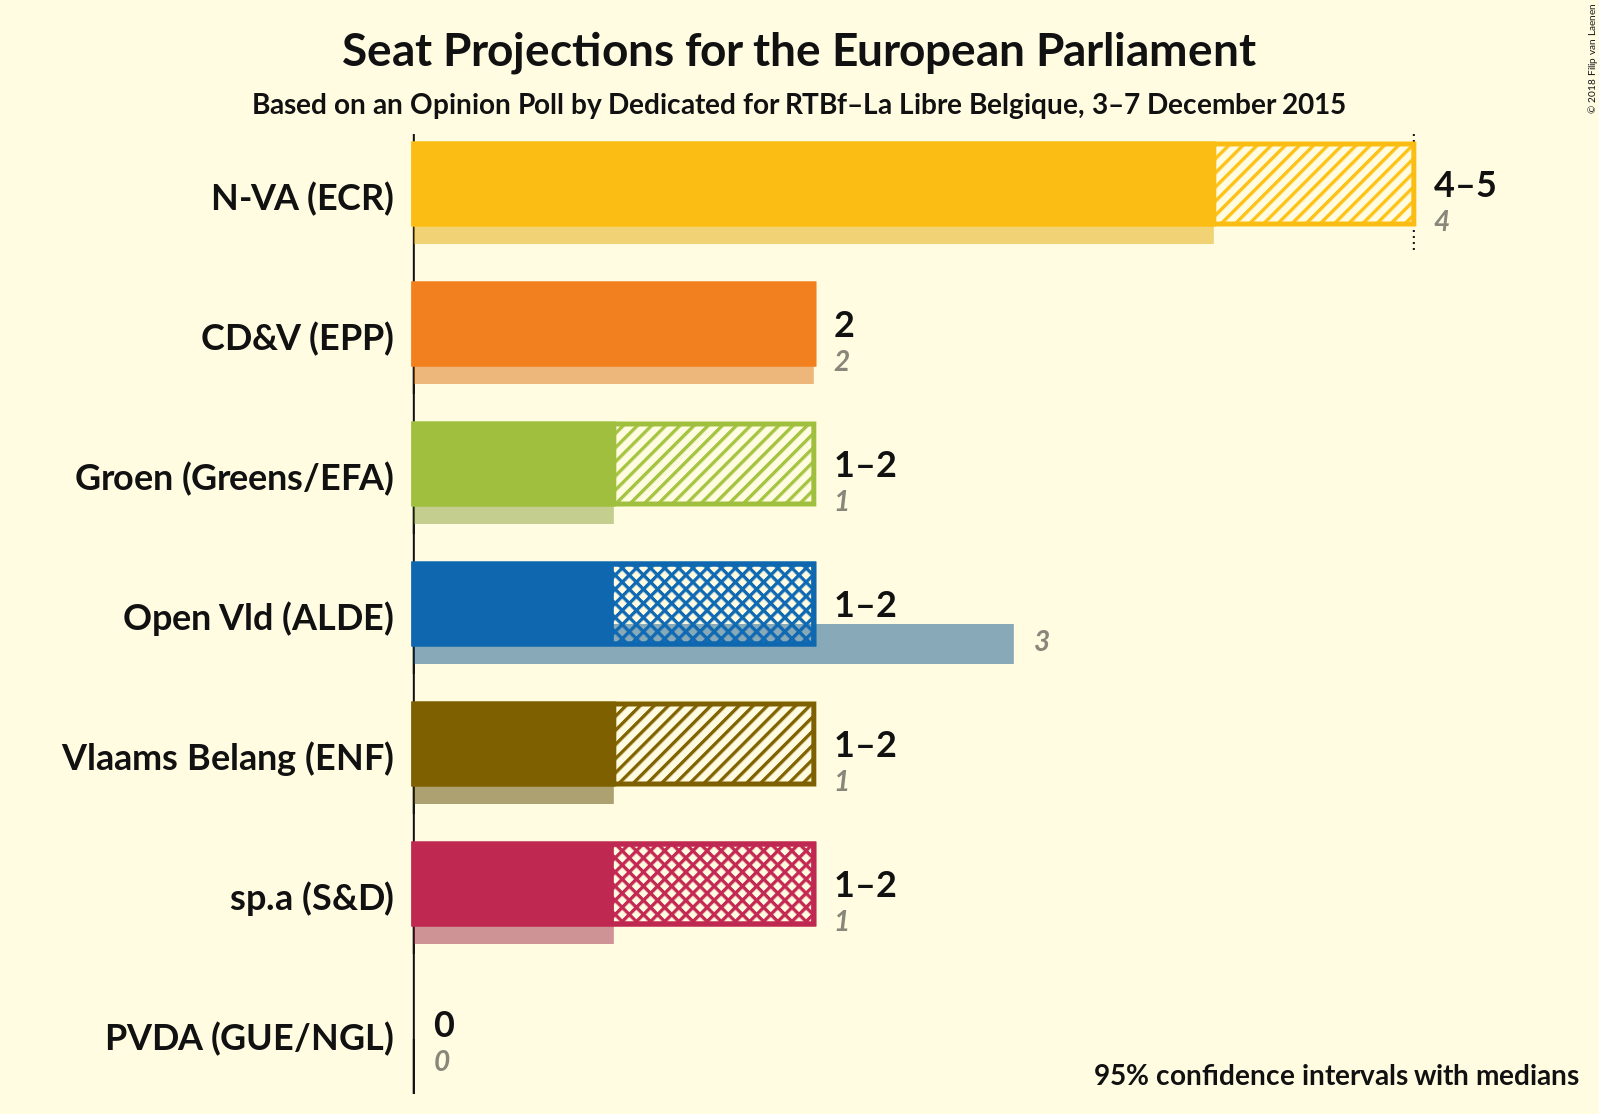 Seat Projections for the European Parliament
Based on an Opinion Poll by Dedicated for RTBf–La Libre Belgique, 3–7 December 2015
© 2018 Filip van Laenen
N-VA (ECR)
4–5
4
CD&V (EPP)
2
2
Groen (Greens/EFA)
1–2
1
Open Vld (ALDE)
1–2
3
Vlaams Belang (ENF)
1–2
1
sp.a (S&D)
1–2
1
PVDA (GUE/NGL)
0
0
95% confidence intervals with medians